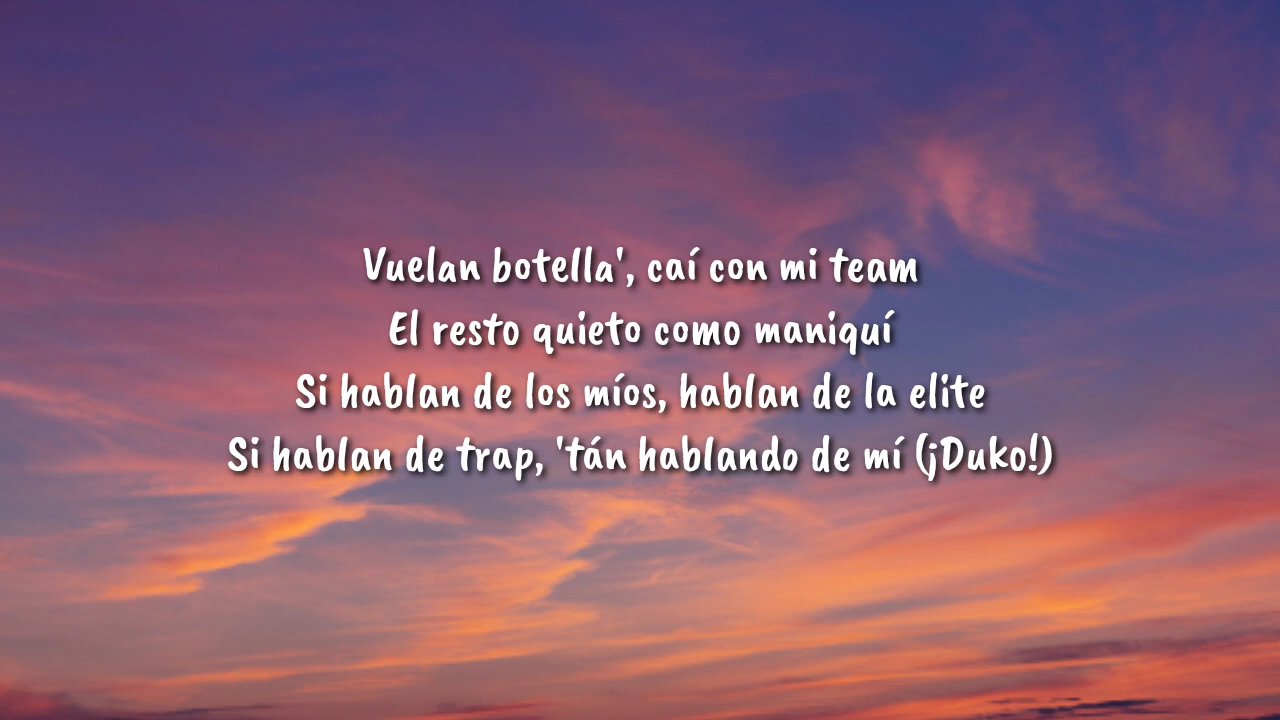 Vuelan botella', caí con mi team
El resto quieto como maniquí
Si hablan de los míos, hablan de la elite
Si hablan de trap, 'tán hablando de mí (¡Duko!)